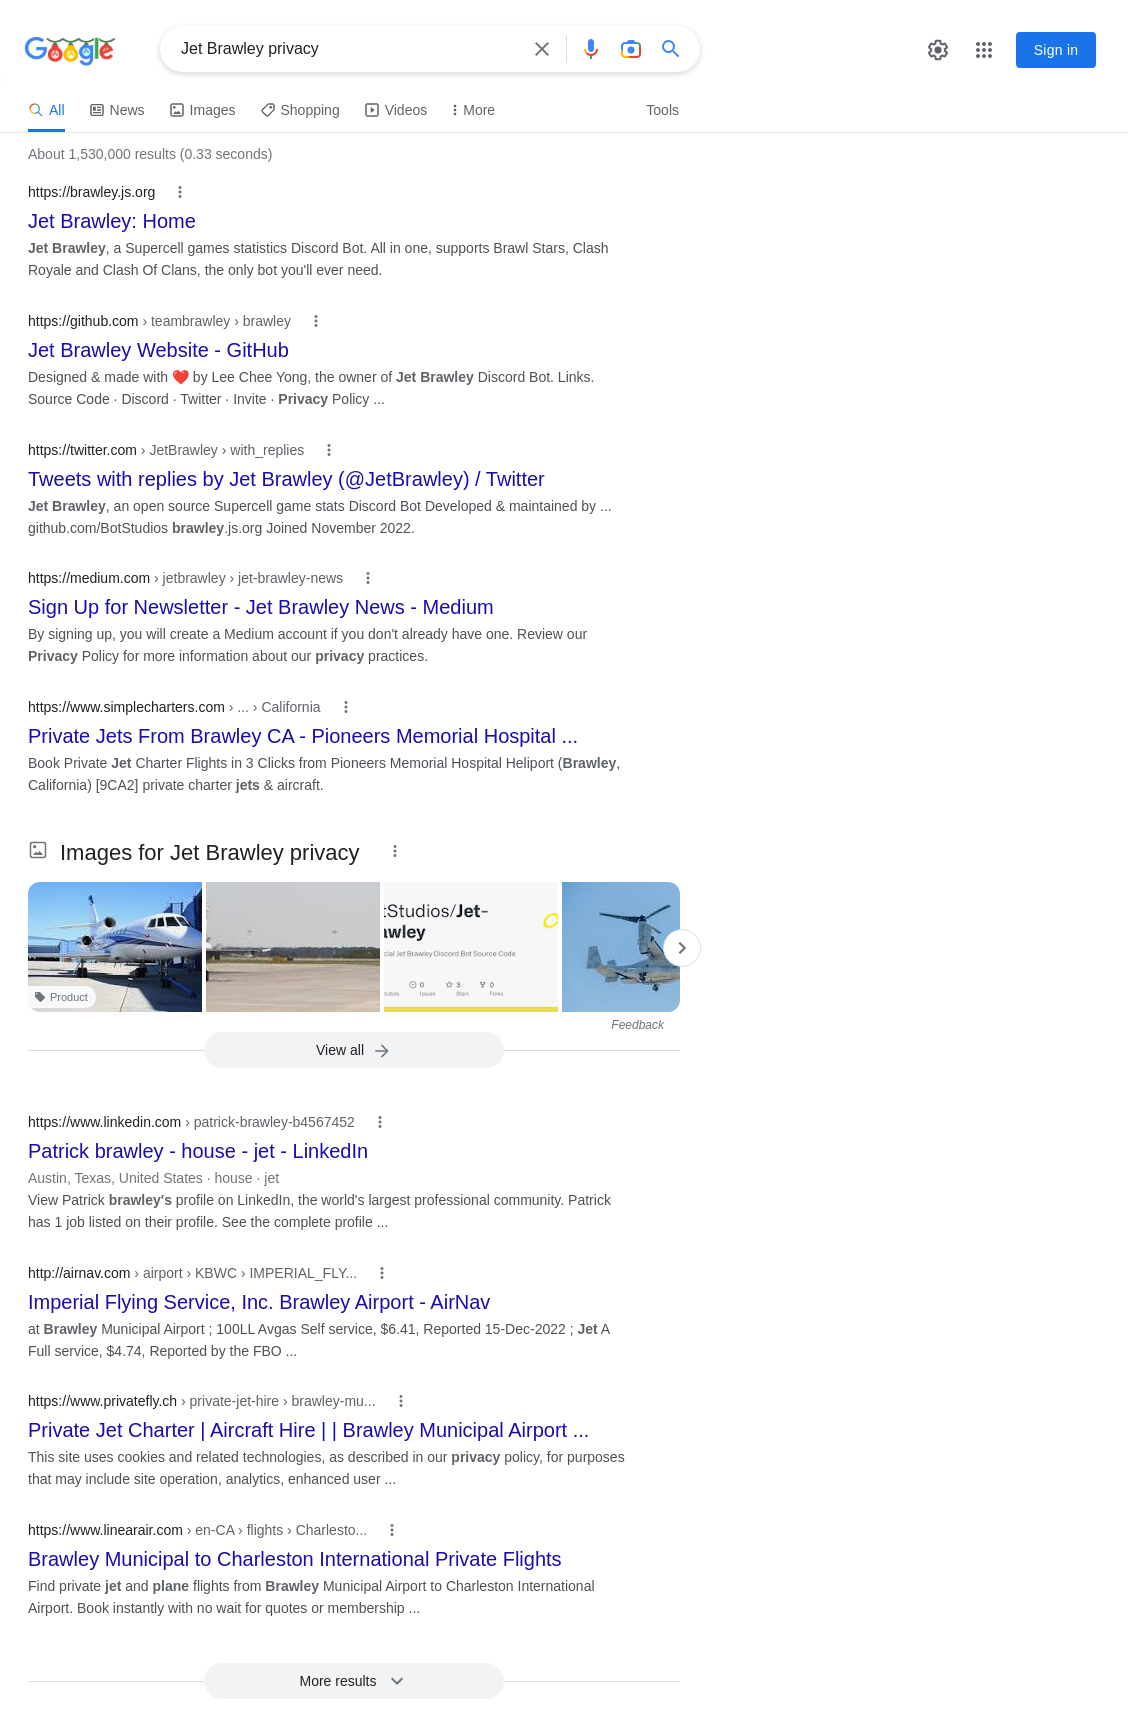 Google
Jet Brawley privacy
Sign in
All
News
Images
Shopping
Videos
More
Tools
About 1,530,000 results (0.33 seconds)
https://brawley.js.org
Jet Brawley: Home
Jet Brawley, a Supercell games statistics Discord Bot. All in one, supports Brawl Stars, Clash
Royale and Clash Of Clans, the only bot you'll ever need.
https://github.com › teambrawley › brawley
Jet Brawley Website - GitHub
Designed & made with ❤️ by Lee Chee Yong, the owner of Jet Brawley Discord Bot. Links.
Source Code · Discord · Twitter · Invite · Privacy Policy ...
https://twitter.com › JetBrawley › with_replies
Tweets with replies by Jet Brawley (@JetBrawley) / Twitter
Jet Brawley, an open source Supercell game stats Discord Bot Developed & maintained by ...
github.com/BotStudios brawley.js.org Joined November 2022.
https://medium.com › jetbrawley › jet-brawley-news
Sign Up for Newsletter - Jet Brawley News - Medium
By signing up, you will create a Medium account if you don't already have one. Review our
Privacy Policy for more information about our privacy practices.
https://www.simplecharters.com › ... › California
Private Jets From Brawley CA - Pioneers Memorial Hospital ...
Book Private Jet Charter Flights in 3 Clicks from Pioneers Memorial Hospital Heliport (Brawley,
California) [9CA2] private charter jets & aircraft.
Images for Jet Brawley privacy
tStudios/Jet-
awley
cial Jet Brawley Discord Bot Source Code
0
3
0
butors
Issues
Stars
Forks
Product
Feedback
View all
https://www.linkedin.com › patrick-brawley-b4567452
Patrick brawley - house - jet - LinkedIn
Austin, Texas, United States · house · jet
View Patrick brawley's profile on LinkedIn, the world's largest professional community. Patrick
has 1 job listed on their profile. See the complete profile ...
http://airnav.com › airport › KBWC › IMPERIAL_FLY...
Imperial Flying Service, Inc. Brawley Airport - AirNav
at Brawley Municipal Airport ; 100LL Avgas Self service, $6.41, Reported 15-Dec-2022 ; Jet A
Full service, $4.74, Reported by the FBO ...
https://www.privatefly.ch › private-jet-hire › brawley-mu...
Private Jet Charter | Aircraft Hire | | Brawley Municipal Airport ...
This site uses cookies and related technologies, as described in our privacy policy, for purposes
that may include site operation, analytics, enhanced user ...
https://www.linearair.com › en-CA › flights › Charlesto...
Brawley Municipal to Charleston International Private Flights
Find private jet and plane flights from Brawley Municipal Airport to Charleston International
Airport. Book instantly with no wait for quotes or membership ...
More results